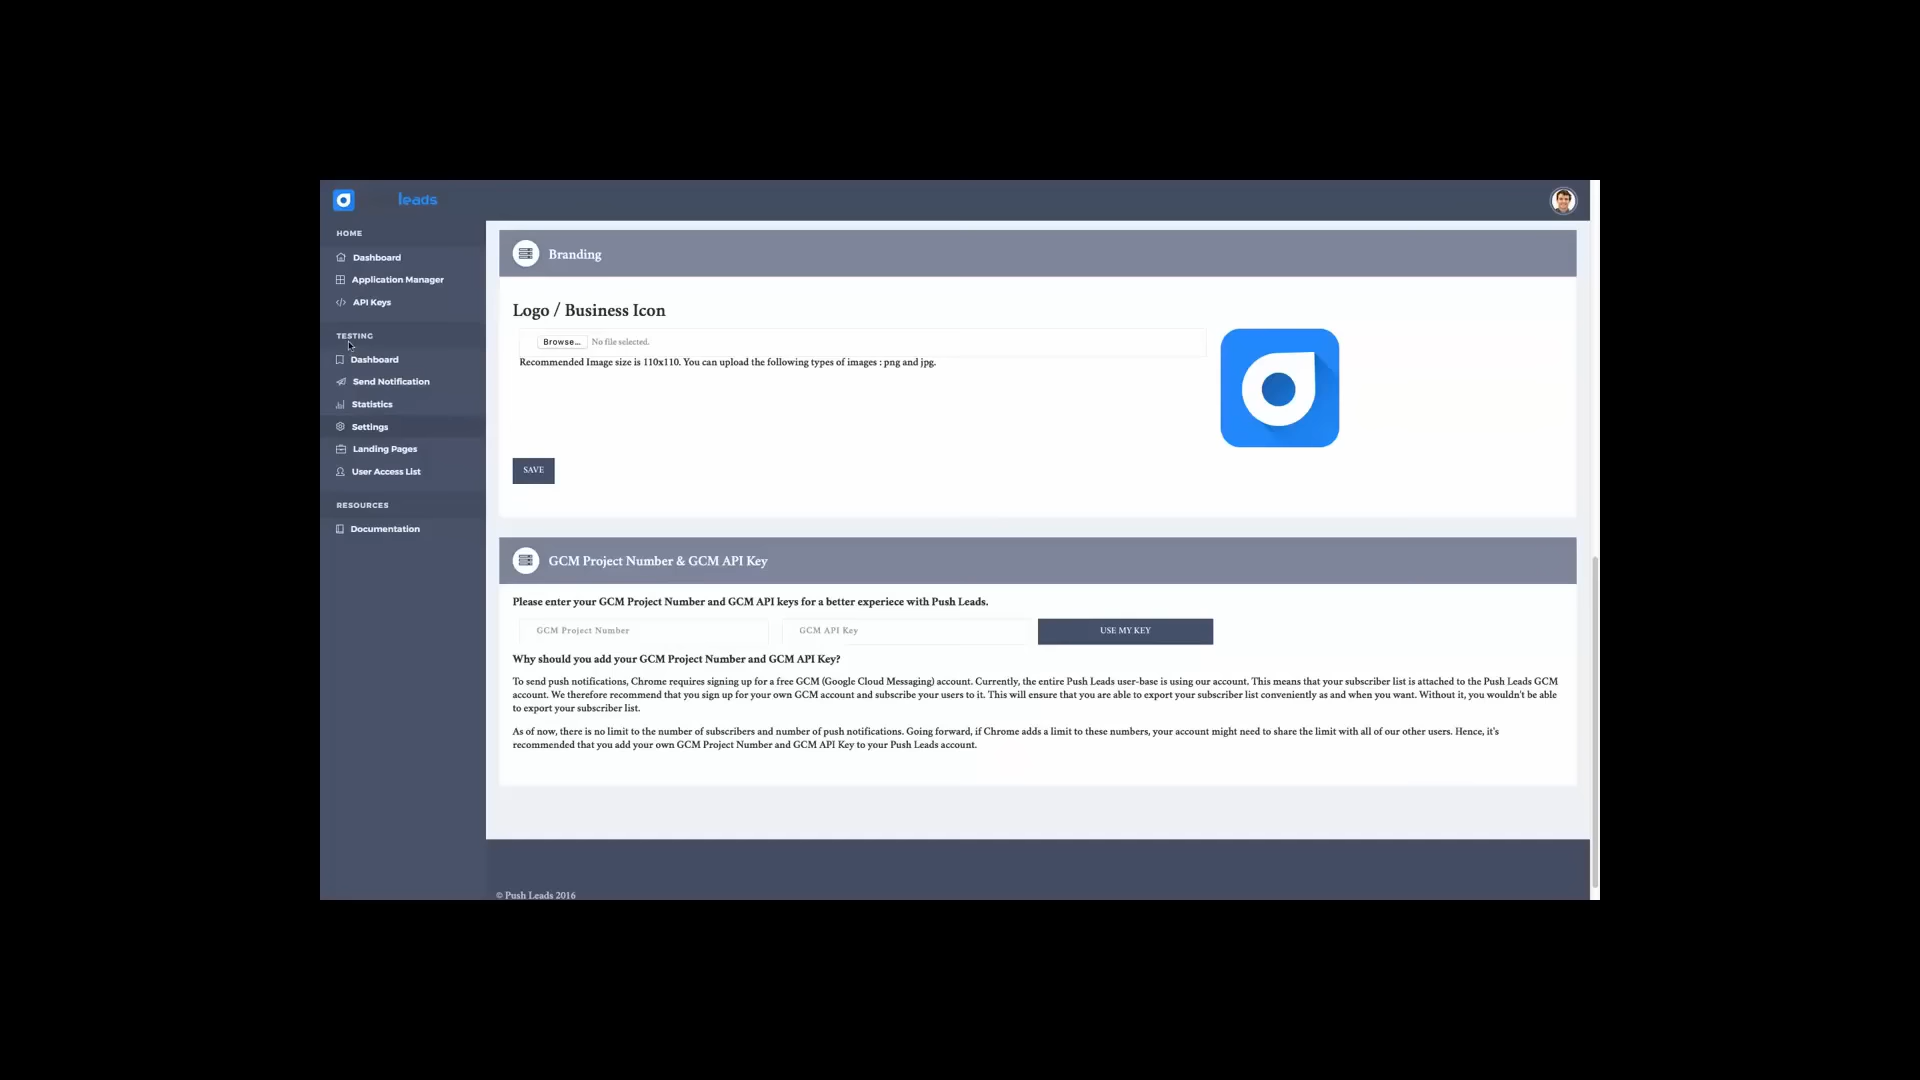 leads
HOME
Dashboard
Application Manager
API Keys
TESTING
Dashboard
Send Notification
Statistics
Settings
Landing Pages
User Access List
RESOURCES
Documentation
Branding
Logo / Business Icon
Browse... No file selected.
Recommended Image size is 110x110. You can upload the following types of images : png and jpg.
SAVE
GCM Project Number & GCM API Key
Please enter your GCM Project Number and GCM API keys for a better experiece with Push Leads.
GCM Project Number GCM API Key USE MY KEY
Why should you add your GCM Project Number and GCM API Key?
To send push notifications, Chrome requires signing up for a free GCM (Google Cloud Messaging) account. Currently, the entire Push Leads user-base is using our account. This means that your subscriber list is attached to the Push Leads GCM
account. We therefore recommend that you sign up for your own GCM account and subscribe your users to it. This will ensure that you are able to export your subscriber list conveniently as and when you want. Without it, you wouldn't be able
to export your subscriber list.
As of now, there is no limit to the number of subscribers and number of push notifications. Going forward, if Chrome adds a limit to these numbers, your account might need to share the limit with all of our other users. Hence, it's
recommended that you add your own GCM Project Number and GCM API Key to your Push Leads account.
© Push Leads 2016